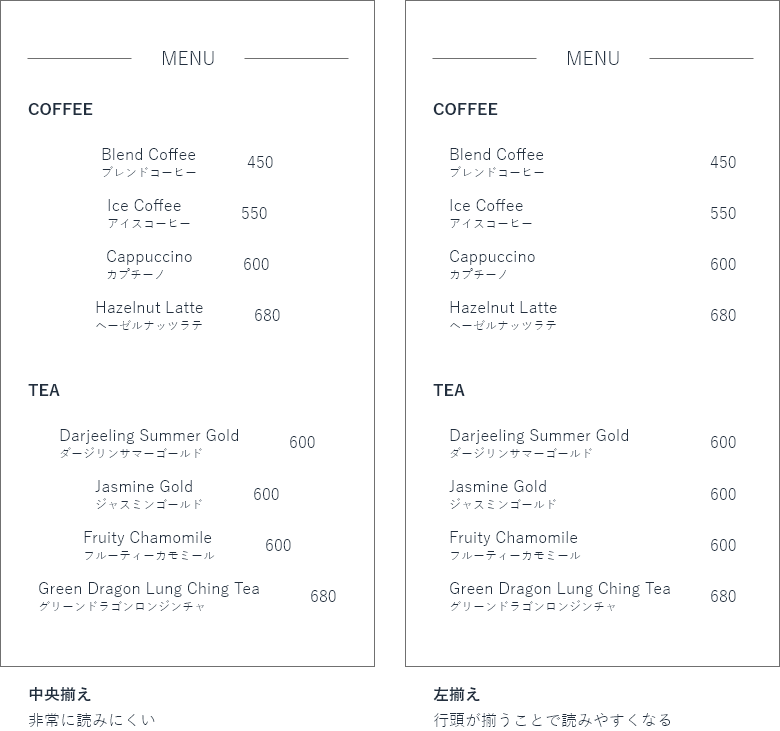 MENU
COFFEE
Blend Coffee 450
ブレンドコーヒー
Ice Coffee 550
アイスコーヒー
Cappuccino 600
カプチーノ
Hazelnut Latte 680
ヘーゼルナッツラテ
TEA
Darjeeling Summer Gold 600
ダージリンサマーゴールド
Jasmine Gold 600
ジャスミンゴールド
Fruity Chamomile 600
フルーティーカモミール
Green Dragon Lung Ching Tea 680
グリーンドラゴンロンジンチャ
中央揃え
非常に読みにくい
MENU
COFFEE
Blend Coffee 450
ブレンドコーヒー
Ice Coffee 550
アイスコーヒー
Cappuccino 600
カプチーノ
Hazelnut Latte 680
ヘーゼルナッツラテ
TEA
Darjeeling Summer Gold 600
ダージリンサマーゴールド
Jasmine Gold 600
ジャスミンゴールド
Fruity Chamomile 600
フルーティーカモミール
Green Dragon Lung Ching Tea 680
グリーンドラゴンロンジンチャ
左揃え
行頭が揃うことで読みやすくなる